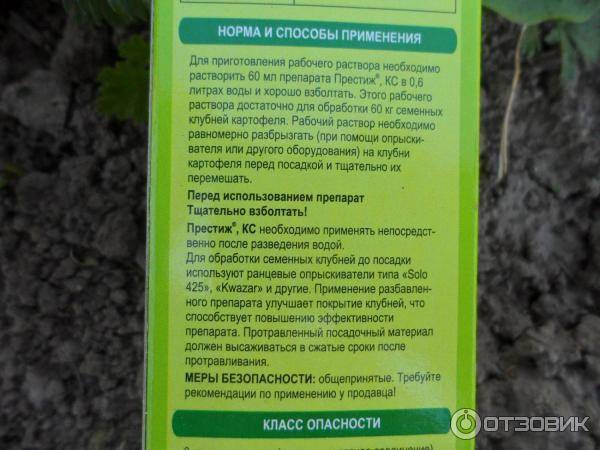 НОРМА И СПОСОБЫ ПРИМЕНЕНИЯ
Для приготовления рабочего раствора необходимо
растворить 60 мл препарата Престиж®, КС в 0,6
литрах воды и хорошо взболтать. Этого рабочего
раствора достаточно для обработки 60 кг семенных
клубней картофеля. Рабочий раствор необходимо
равномерно разбрызгать (при помощи опрыски-
вателя или другого оборудования) на клубни
картофеля перед посадкой и тщательно их
перемешать.
Перед использованием препарат
Тщательно взболтать!
Престиж®, КС необходимо применять непосредст-
венно после разведения водой.
Для обработки семенных клубней до посадки
используют ранцевые опрыскиватели типа «Solo
425», «Kwazar» и другие. Применение разбавлен-
ного препарата улучшает покрытие клубней, что
способствует повышению эффективности
препарата. Протравленный посадочный материал
должен высаживаться в сжатые сроки после
протравливания.
МЕРЫ БЕЗОПАСНОСТИ: общепринятые. Требуйте
рекомендации по применению у продавца!
КЛАСС ОПАСНОСТИ
ОТЗОВИК